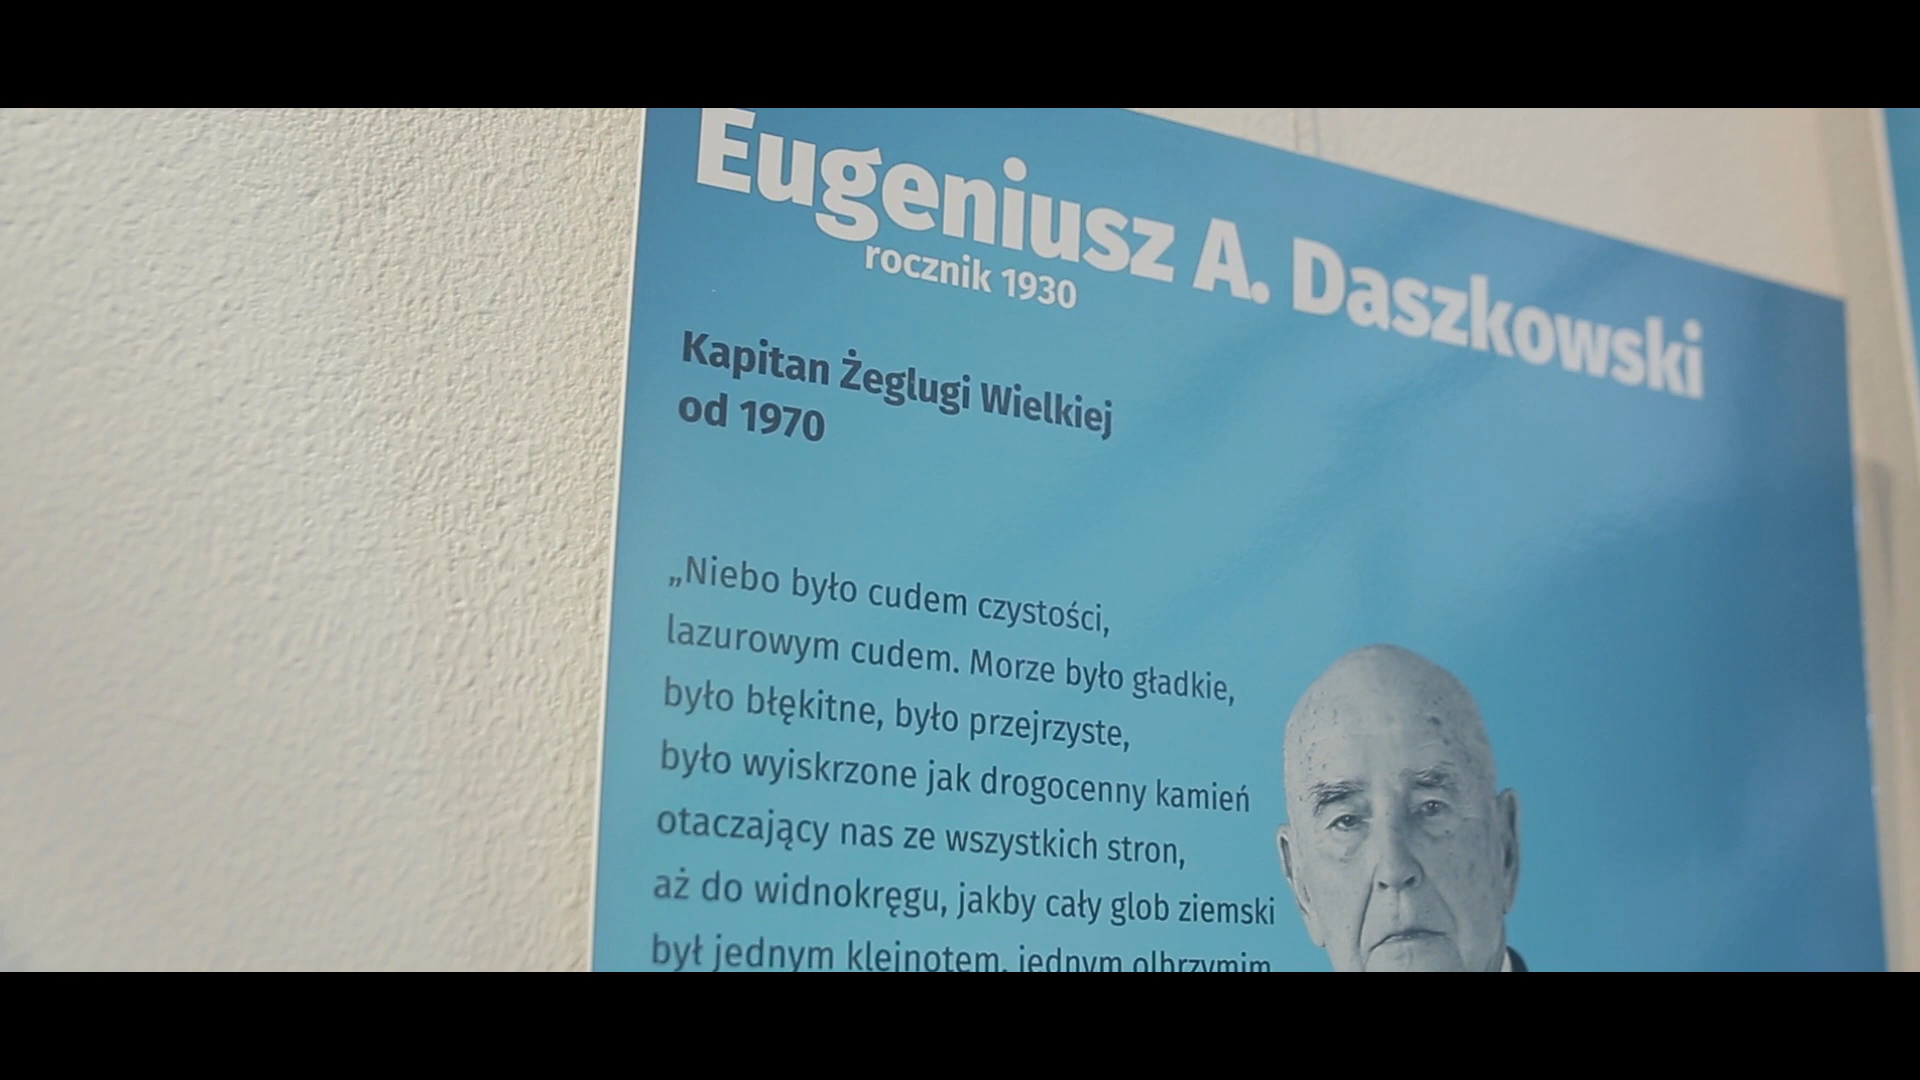 Eugeniusz A. Daszkowski
rocznik 1930
Kapitan Żeglugi Wielkiej
od 1970
„Niebo było cudem czystości,
lazurowym cudem. Morze było gładkie,
było błękitne, było przejrzyste,
było wyiskrzone jak drogocenny kamień
otaczający nas ze wszystkich stron,
aż do widnokręgu, jakby cały glob ziemski
był jednym klejnotem, jednym olbrzymim